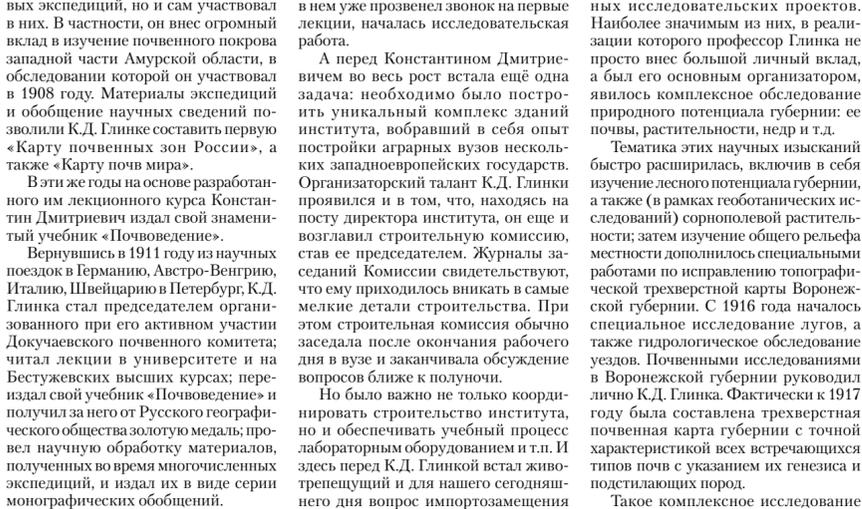 вых экспедиций, но и сам участвовал
в них. В частности, он внес огромный
вклад в изучение почвенного покрова
западной части Амурской области, в
обследовании которой он участвовал
в 1908 году. Материалы экспедиций
и обобщение научных сведений по-
зволили К.Д. Глинке составить первую
«Карту почвенных зон России», а
также «Карту почв мира».
В эти же годы на основе разработан-
ного им лекционного курса Констан-
тин Дмитриевич издал свой знамени-
тый учебник «Почвоведение».
Вернувшись в 1911 году из научных
поездок в Германию, Австро-Венгрию,
Италию, Швейцарию в Петербург, К.Д.
Глинка стал председателем органи-
зованного при его активном участии
Докучаевского почвенного комитета;
читал лекции в университете и на
Бестужевских высших курсах; пере-
издал свой учебник «Почвоведение» и
получил за него от Русского географи-
ческого общества золотую медаль; про-
вел научную обработку материалов,
полученных во время многочисленных
экспедиций, и издал их в виде серии
монографических обобщений.
в нем уже прозвенел звонок на первые
лекции, началась исследовательская
работа.
А перед Константином Дмитрие-
вичем во весь рост встала ещё одна
задача: необходимо было постро-
ить уникальный комплекс зданий
института, вобравший в себя опыт
постройки аграрных вузов несколь-
ких западноевропейских государств.
Организаторский талант К.Д. Глинки
проявился и в том, что, находясь на
посту директора института, он еще и
возглавил строительную комиссию,
став ее председателем. Журналы за-
седаний Комиссии свидетельствуют,
что ему приходилось вникать в самые
мелкие детали строительства. При
этом строительная комиссия обычно
заседала после окончания рабочего
дня в вузе и заканчивала обсуждение
вопросов ближе к полуночи.
Но было важно не только коорди-
нировать строительство института,
но и обеспечивать учебный процесс
лабораторным оборудованием и т.п. И
здесь перед К.Д. Глинкой встал живо-
трепещущий и для нашего сегодняш-
него дня вопрос импортозамещения
ных исследовательских проектов.
Наиболее значимым из них, в реали-
зации которого профессор Глинка не
просто внес большой личный вклад,
а был его основным организатором,
явилось комплексное обследование
природного потенциала губернии: ее
почвы, растительности, недр и т.д.
Тематика этих научных изысканий
быстро расширилась, включив в себя
изучение лесного потенциала губернии,
а также (в рамках геоботанических ис-
следований) сорнополевой раститель-
ности; затем изучение общего рельефа
местности дополнилось специальными
работами по исправлению топографи-
ческой трехверстной карты Воронеж-
ской губернии. С 1916 года началось
специальное исследование лугов, а
также гидрологическое обследование
уездов. Почвенными исследованиями
в Воронежской губернии руководил
лично К.Д. Глинка. Фактически к 1917
году была составлена трехверстная
почвенная карта губернии с точной
характеристикой всех встречающихся
типов почв с указанием их генезиса и
подстилающих пород.
Такое комплексное исследование